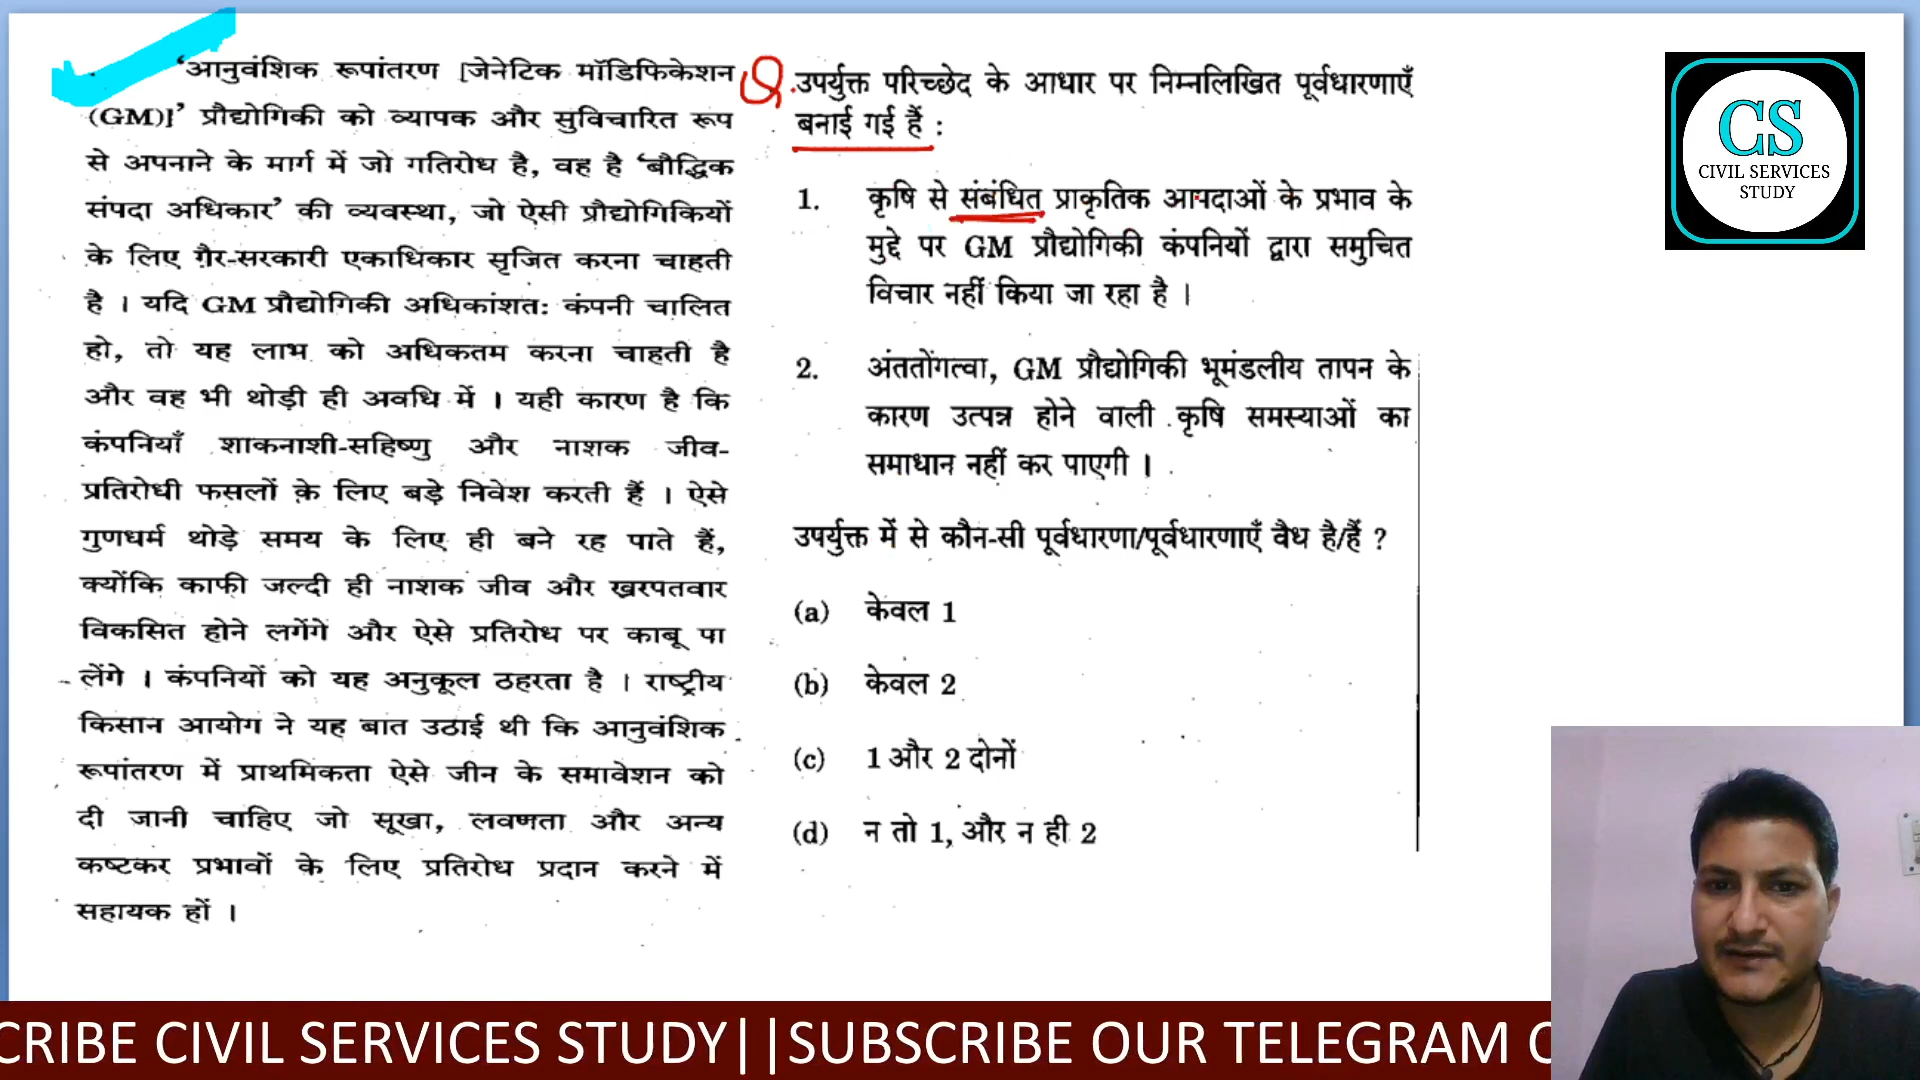 ‘आनुवंशिक रूपांतरण [जेनेटिक मॉडिफिकेशन
(GM)]’ प्रौद्योगिकी को व्यापक और सुविचारित रूप
से अपनाने के मार्ग में जो गतिरोध है, वह है ‘बौद्धिक
संपदा अधिकार’ की व्यवस्था, जो ऐसी प्रौद्योगिकियों
के लिए ग़ैर-सरकारी एकाधिकार सृजित करना चाहती
है । यदि GM प्रौद्योगिकी अधिकांशत: कंपनी चालित
हो, तो यह लाभ को अधिकतम करना चाहती है
और वह भी थोड़ी ही अवधि में । यही कारण है कि
कंपनियाँ शाकनाशी-सहिष्णु और नाशक जीव-
प्रतिरोधी फसलों के लिए बड़े निवेश करती हैं । ऐसे
गुणधर्म थोड़े समय के लिए ही बने रह पाते हैं,
क्योंकि काफी जल्दी ही नाशक जीव और खरपतवार
विकसित होने लगेंगे और ऐसे प्रतिरोध पर काबू पा
लेंगे । कंपनियों को यह अनुकूल ठहरता है । राष्ट्रीय
किसान आयोग ने यह बात उठाई थी कि आनुवंशिक
रूपांतरण में प्राथमिकता ऐसे जीन के समावेशन को
दी जानी चाहिए जो सूखा, लवणता और अन्य
कष्टकर प्रभावों के लिए प्रतिरोध प्रदान करने में
सहायक हों ।
Q. उपर्युक्त परिच्छेद के आधार पर निम्नलिखित पूर्वधारणाएँ
बनाई गई हैं :
1. कृषि से संबंधित प्राकृतिक आपदाओं के प्रभाव के
मुद्दे पर GM प्रौद्योगिकी कंपनियों द्वारा समुचित
विचार नहीं किया जा रहा है ।
2. अंततोंगत्वा, GM प्रौद्योगिकी भूमंडलीय तापन के
कारण उत्पन्न होने वाली कृषि समस्याओं का
समाधान नहीं कर पाएगी ।
उपर्युक्त में से कौन-सी पूर्वधारणा/पूर्वधारणाएँ वैध है/हैं ?
(a) केवल 1
(b) केवल 2
(c) 1 और 2 दोनों
(d) न तो 1, और न ही 2
CS
CIVIL SERVICES
STUDY
CRIBE CIVIL SERVICES STUDY||SUBSCRIBE OUR TELEGRAM C